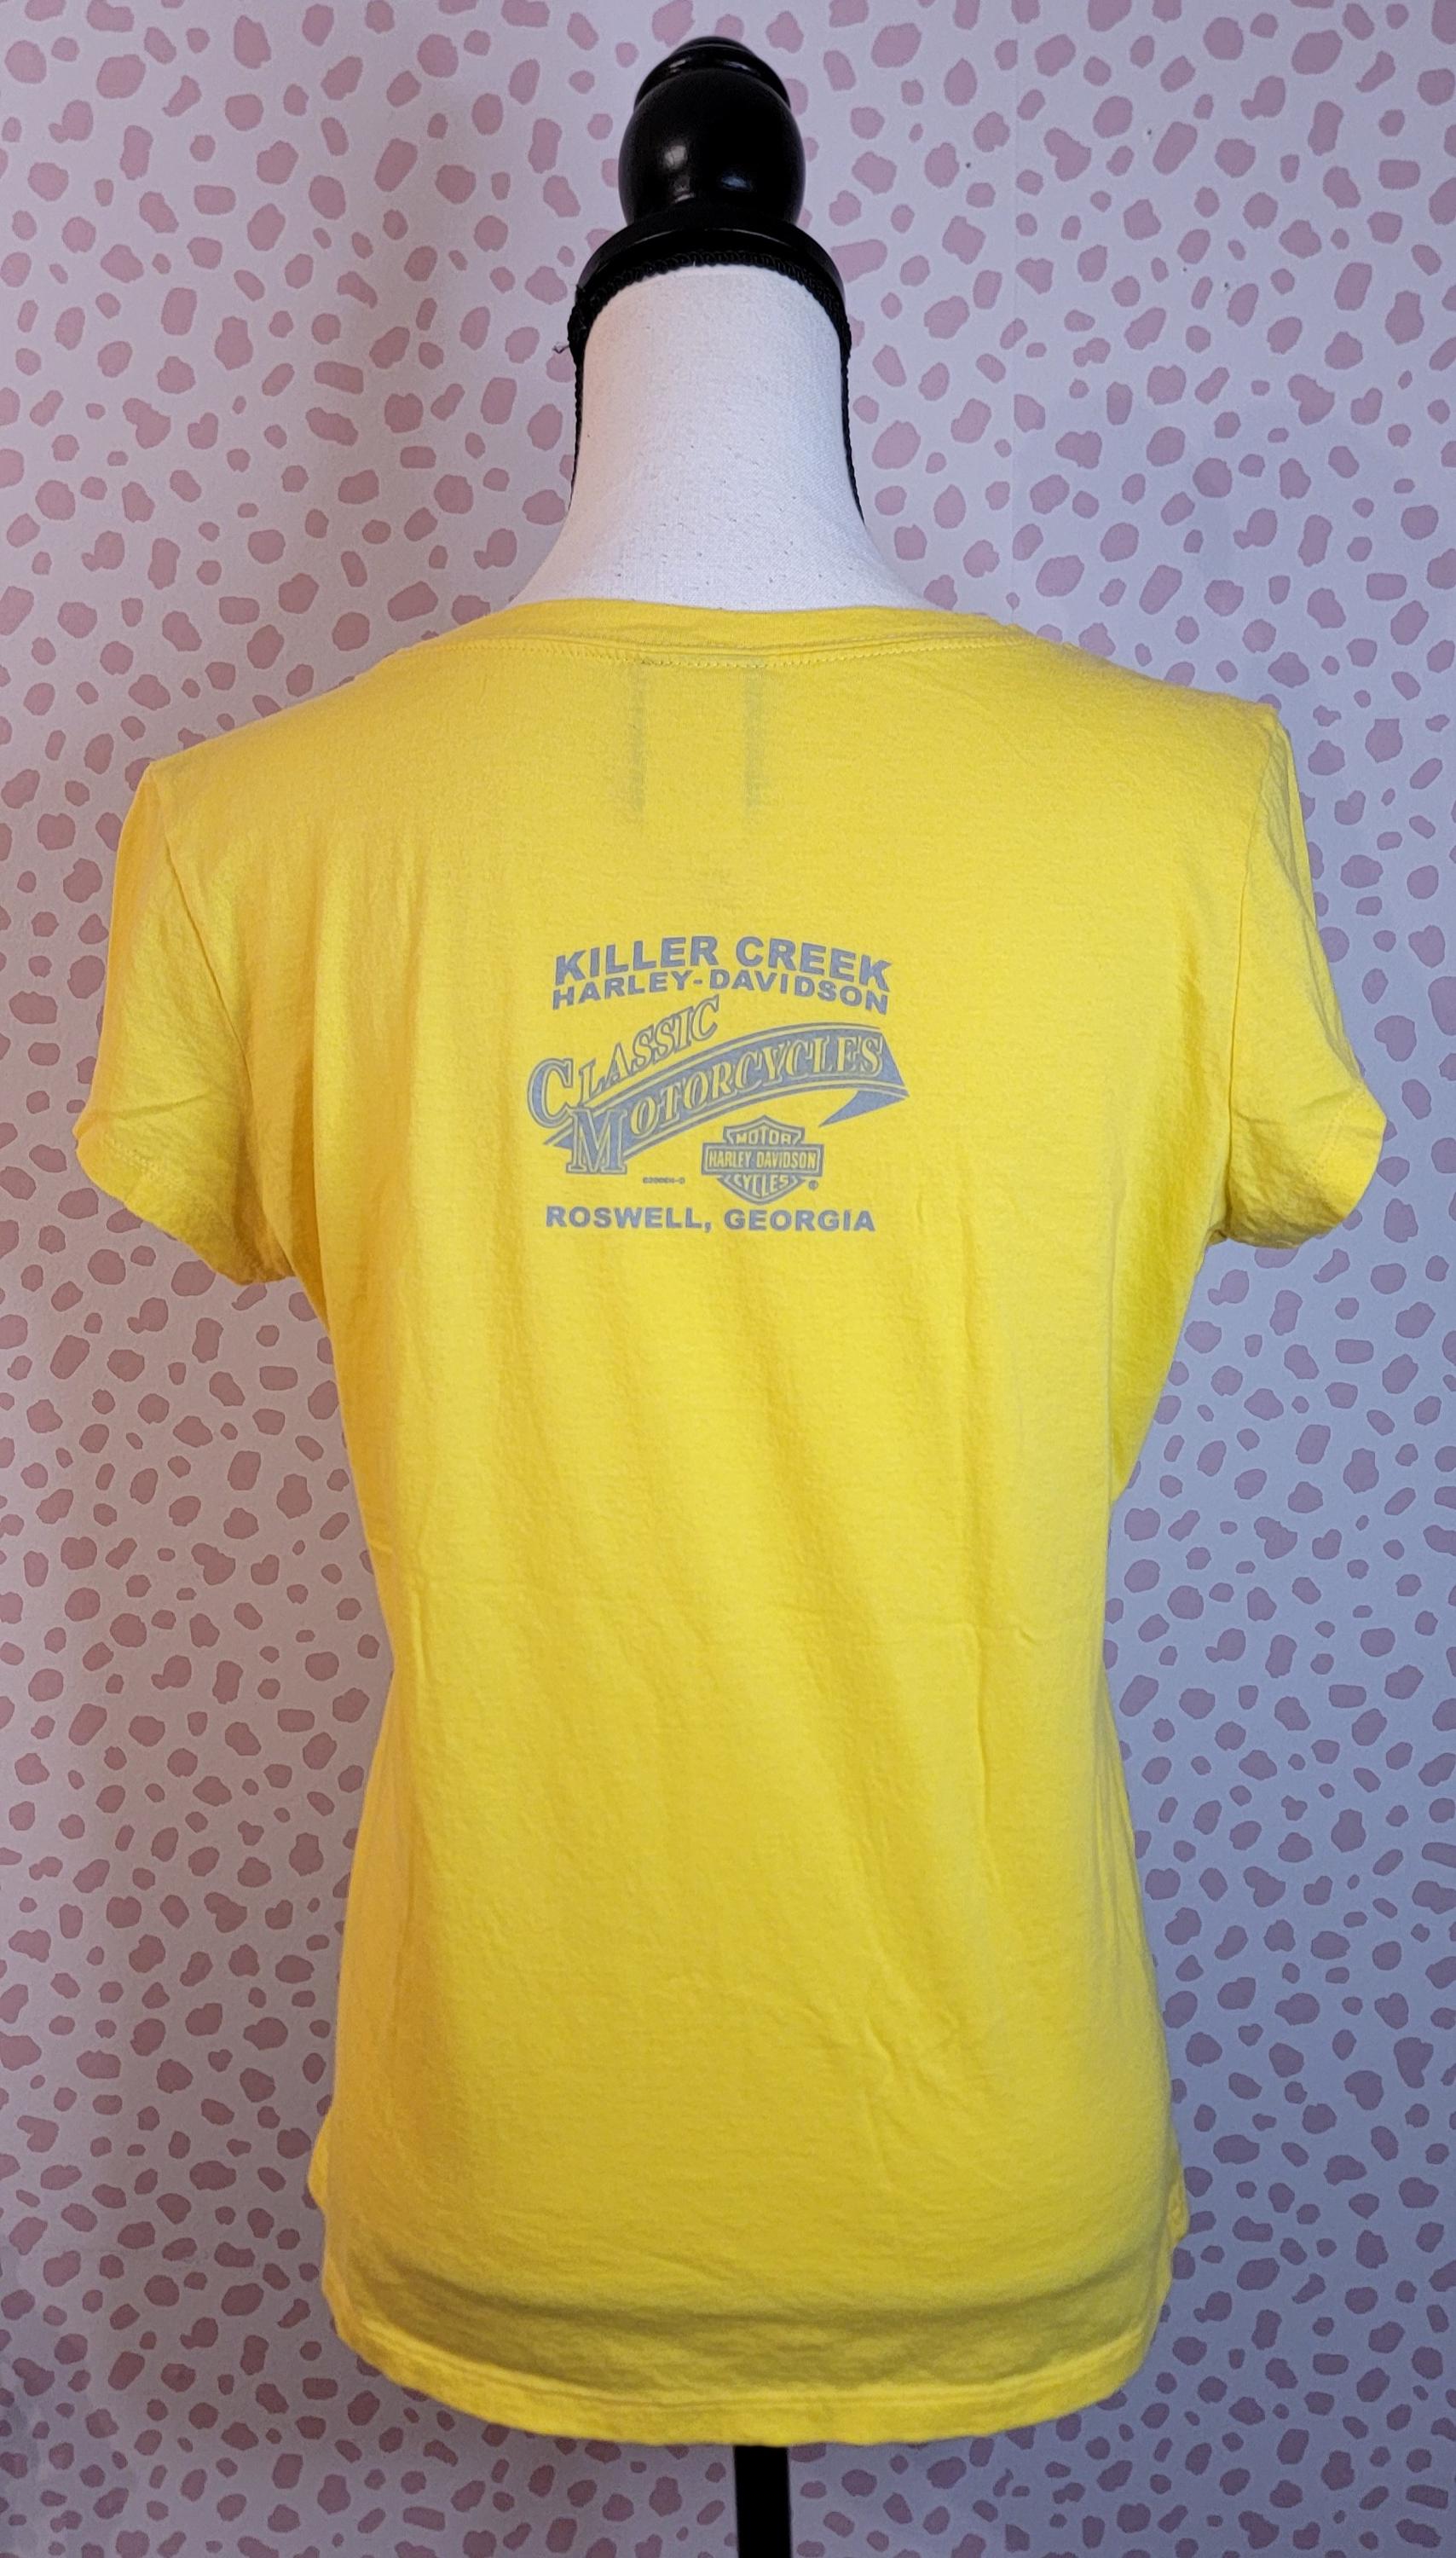 KILLER CREEK
HARLEY-DAVIDSON
CLASSIC
MOTORCYCLES
MOTOR
HARLEY-DAVIDSON
CYCLES
®
ROSWELL, GEORGIA